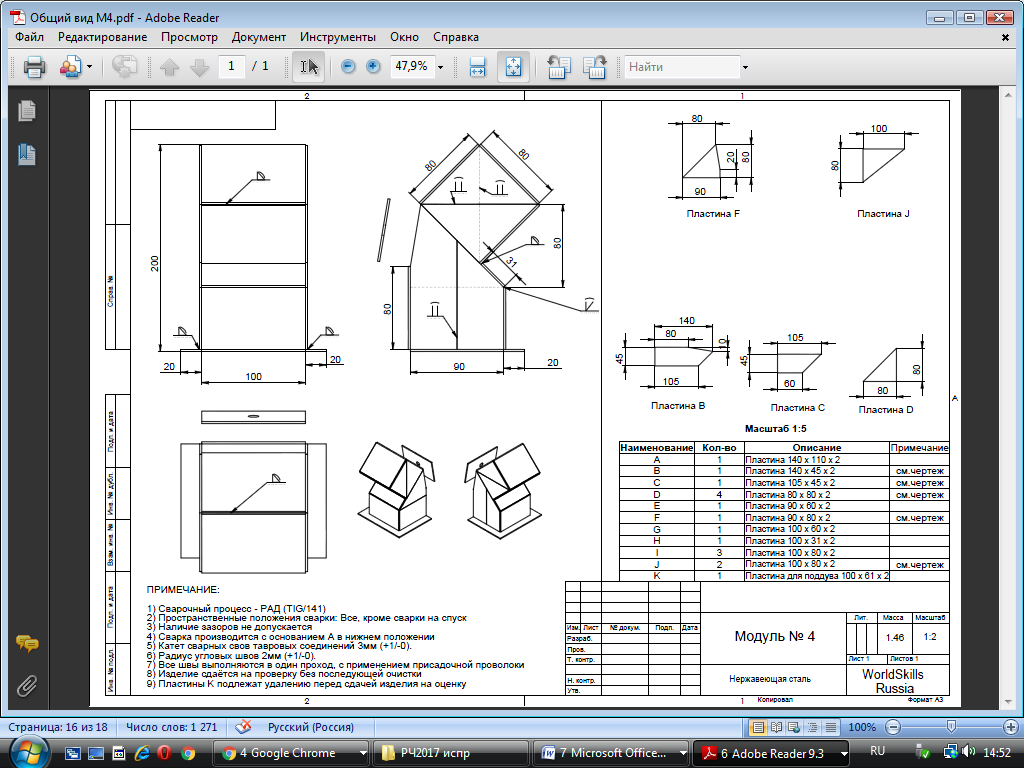 Общий вид М4.pdf - Adobe Reader
Файл Редактирование Просмотр Документ Инструменты Окно Справка
1 / 1 47,9% Найти
2 1
80 80 200 31 80 80
20 100 20 90 20
80 20 80 90
Пластина F
100 80
Пластина J
140 80 10 45 105
Пластина B
105 45 60
Пластина C
80 80
Пластина D
А
Масштаб 1:5
Наименование Кол-во Описание Примечание
A 1 Пластина 140 х 110 х 2
B 1 Пластина 140 х 45 х 2 см.чертеж
C 1 Пластина 105 х 45 х 2 см.чертеж
D 4 Пластина 80 х 80 х 2 см.чертеж
E 1 Пластина 90 х 60 х 2
F 1 Пластина 90 х 80 х 2 см.чертеж
G 1 Пластина 100 х 60 х 2
H 1 Пластина 100 х 31 х 2
I 3 Пластина 100 х 80 х 2
J 2 Пластина 100 х 80 х 2 см.чертеж
K 1 Пластина для поддува 100 х 61 х 2
Справ. №
Подп. и дата
Инв. № дубл.
Взам. инв. №
Подп. и дата
Инв. № подл.
ПРИМЕЧАНИЕ:
1) Сварочный процесс - РАД (TIG/141)
2) Пространственные положения сварки: Все, кроме сварки на спуск
3) Наличие зазоров не допускается
4) Сварка производится с основанием А в нижнем положении
5) Катет сварных свов тавровых соединений 3мм (+1/-0).
6) Радиус угловых швов 2мм (+1/-0).
7) Все швы выполняются в один проход, с применением присадочной проволоки
8) Изделие сдаётся на проверку без последующей очистки
9) Пластины К подлежат удалению перед сдачей изделия на оценку
Изм. Лист № докум. Подп. Дата
Разраб.
Пров.
Т. контр.
Н. контр.
Утв.
Модуль № 4
Нержавеющая сталь
Лит. Масса Масштаб
1.46 1:2
Лист 1 Листов 1
WorldSkills
Russia
2 1 Копировал Формат А3
Страница: 16 из 18 Число слов: 1 271 Русский (Россия) 100%
4 Google Chrome РЧ2017 испр 7 Microsoft Office... 6 Adobe Reader 9.3 RU 14:52